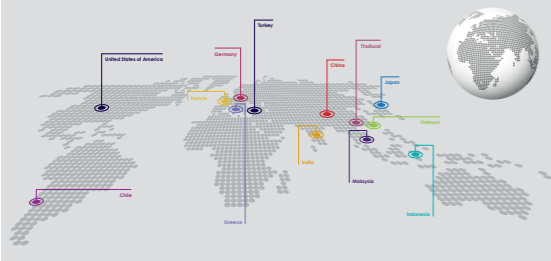 Turkey
Thailand
United States of America
Germany
China
Japan
France
Vietnam
India
Malaysia
Chile
Greece
Indonesia